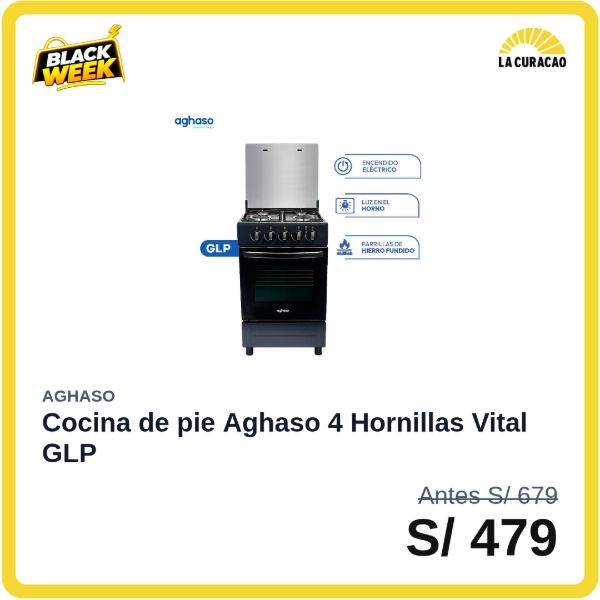 BLACK
WEEK
LA CURACAO
aghaso
ENCENDIDO
ELÉCTRICO
LUZ EN EL
HORNO
GLP
PARRILLAS DE
HIERRO FUNDIDO
aghaso
AGHASO
Cocina de pie Aghaso 4 Hornillas Vital
GLP
Antes S/ 679
S/ 479